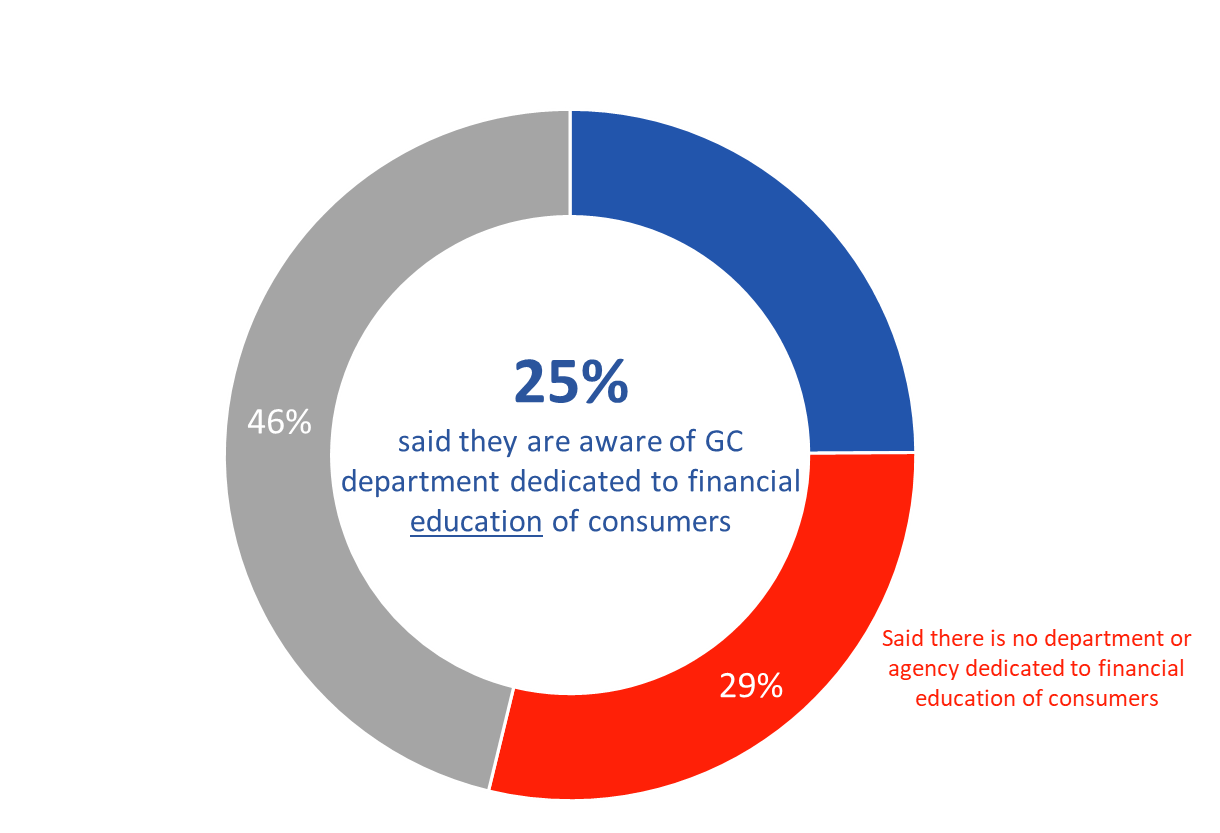 25%
said they are aware of GC
department dedicated to financial
education of consumers
46%
29%
Said there is no department or
agency dedicated to financial
education of consumers